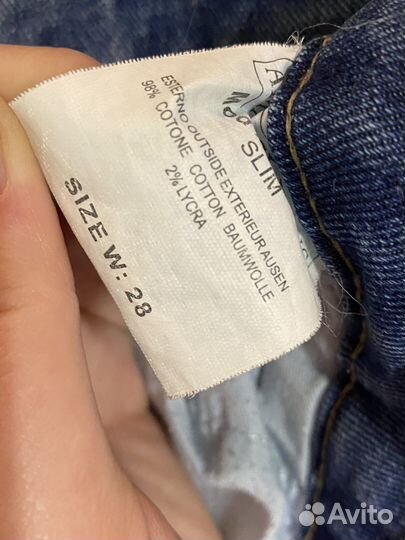 SLIM
ESTERNO OUTSIDE EXTERIEUR AUSEN
98% COTONE COTTON BAUMWOLLE
2% LYCRA
SIZE W: 28
Avito